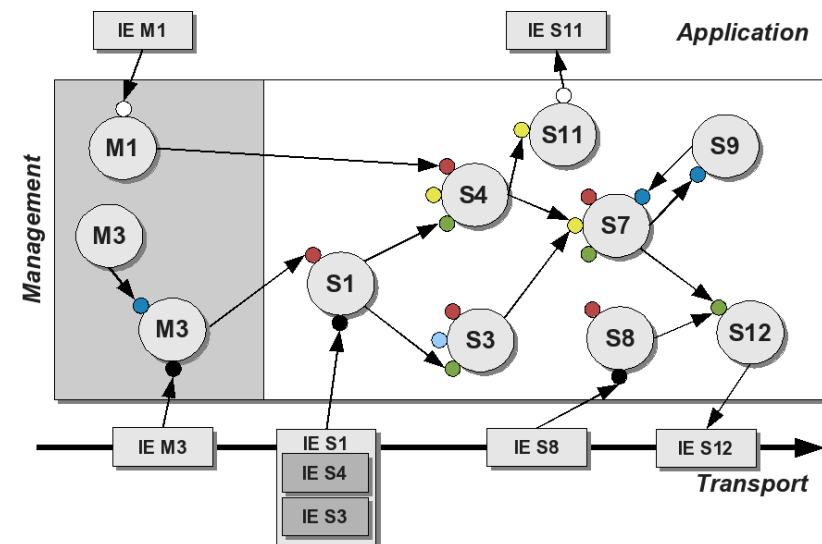 IE M1
IE S11
Application
Management
M1
S11
S9
S4
M3
S7
S1
M3
S3
S8
S12
IE M3
IE S1
IE S8
IE S12
IE S4
Transport
IE S3